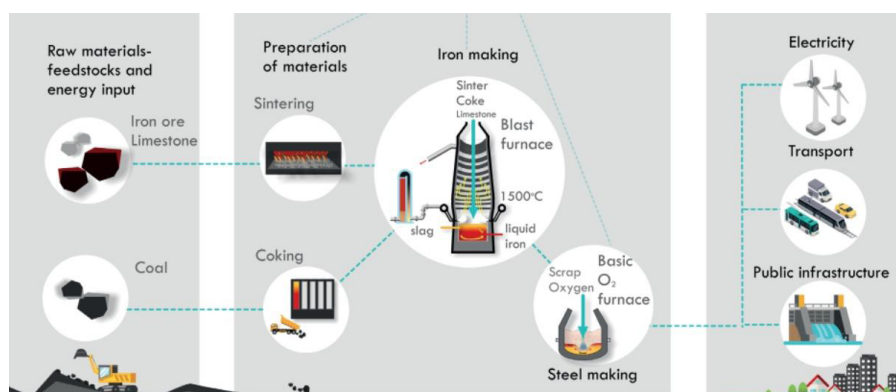 Raw materials-
feedstocks and
energy input
Iron ore
Limestone
Coal
Preparation
of materials
Sintering
Coking
Iron making
Sinter
Coke
Limestone
Blast
furnace
1500°C
slag
liquid
iron
Scrap
Oxygen
Basic
O₂
furnace
Steel making
Electricity
Transport
Public infrastructure